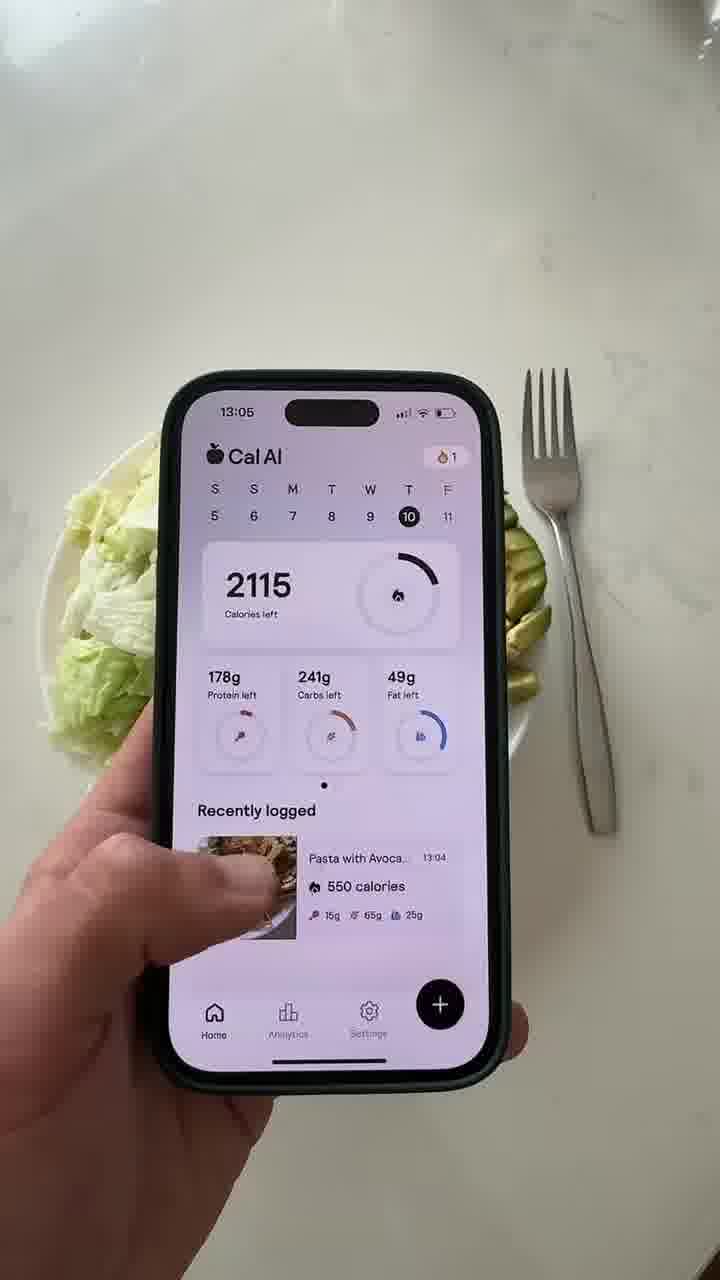 13:05
Cal AI
1
S S M T W T F
5 6 7 8 9 10 11
2115
Calories left
178g 241g 49g
Protein left Carbs left Fat left
Recently logged
Pasta with Avoca... 13:04
550 calories
15g 65g 25g
Home Analytics Settings